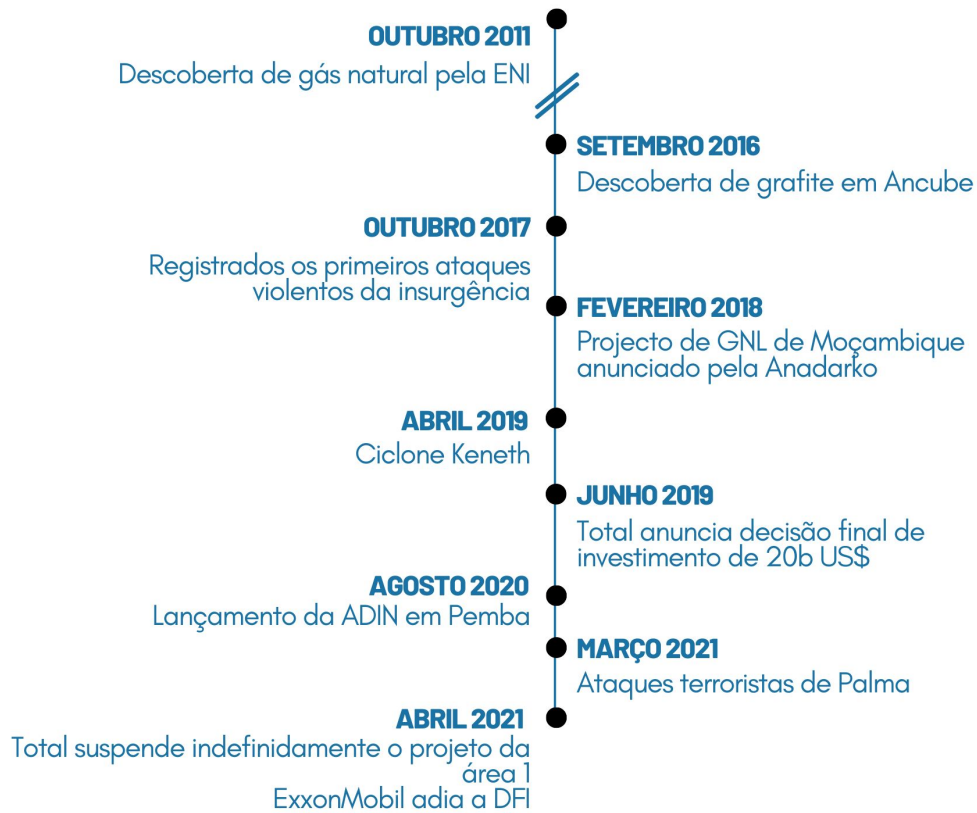 OUTUBRO 2011
Descoberta de gás natural pela ENI
SETEMBRO 2016
Descoberta de grafite em Ancube
OUTUBRO 2017
Registrados os primeiros ataques
violentos da insurgência
FEVEREIRO 2018
Projecto de GNL de Moçambique
anunciado pela Anadarko
ABRIL 2019
Ciclone Keneth
JUNHO 2019
Total anuncia decisão final de
investimento de 20b US$
AGOSTO 2020
Lançamento da ADIN em Pemba
MARÇO 2021
Ataques terroristas de Palma
ABRIL 2021
Total suspende indefinidamente o projeto da
área 1
ExxonMobil adia a DFI